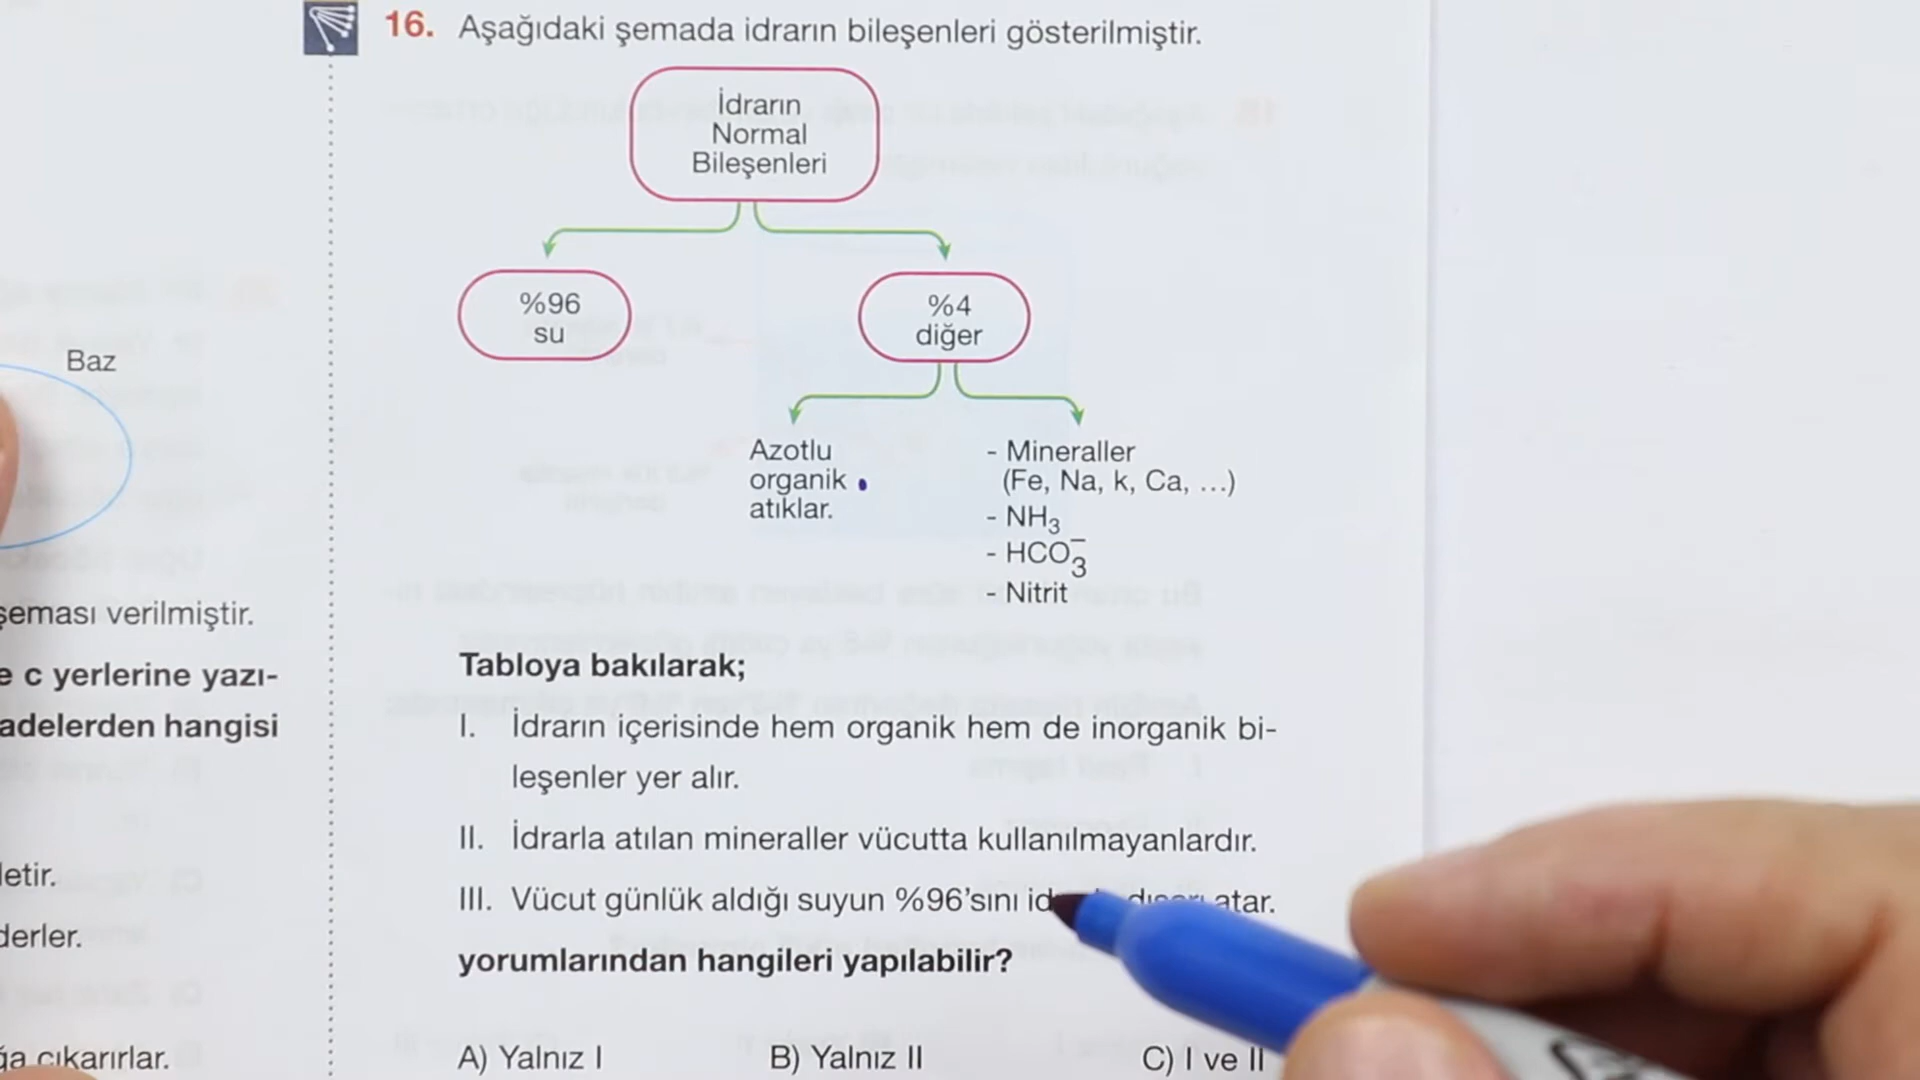 16. Aşağıdaki şemada idrarın bileşenleri gösterilmiştir.
İdrarın
Normal
Bileşenleri
%96
su
%4
diğer
Azotlu
organik
atıklar.
- Mineraller
(Fe, Na, k, Ca, ...)
- NH₃
- HCO₃⁻
- Nitrit
Tabloya bakılarak;
I. İdrarın içerisinde hem organik hem de inorganik bi-
leşenler yer alır.
II. İdrarla atılan mineraller vücutta kullanılmayanlardır.
III. Vücut günlük aldığı suyun %96'sını atar.
yorumlarından hangileri yapılabilir?
A) Yalnız I B) Yalnız II C) I ve II
Baz
şeması verilmiştir.
e c yerlerine yazı-
adelerden hangisi
letir.
derler.
ğa çıkarırlar.